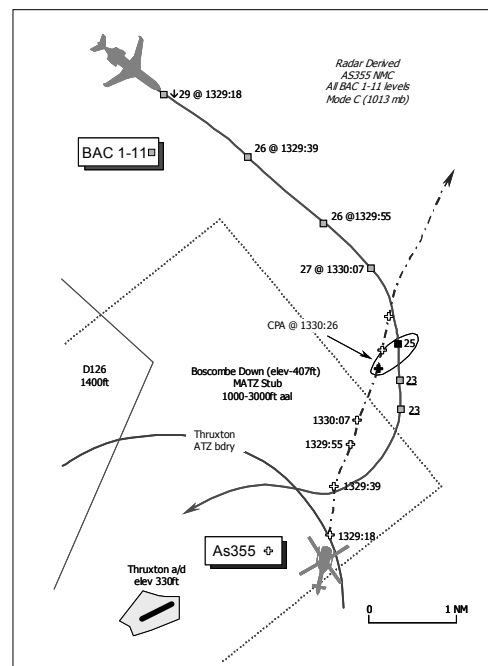 Radar Derived
AS355 NMC
All BAC 1-11 levels
Mode C (1013 mb)
↓29 @ 1329:18
BAC 1-11
26 @1329:39
26 @1329:55
27 @ 1330:07
CPA @ 1330:26
25
D126
1400ft
Boscombe Down (elev-407ft)
MATZ Stub
1000-3000ft aal
23
23
1330:07
Thruxton
ATZ bdry
1329:55
1329:39
1329:18
As355
Thruxton a/d
elev 330ft
0 1 NM